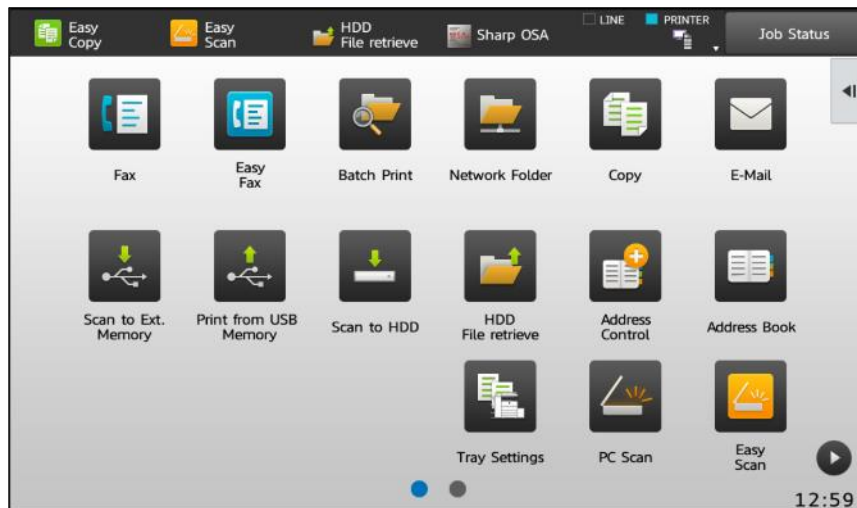 Easy
Copy
Easy
Scan
HDD
File retrieve
Sharp OSA
LINE
PRINTER
Job Status
Fax
Easy
Fax
Batch Print
Network Folder
Copy
E-Mail
Scan to Ext.
Memory
Print from USB
Memory
Scan to HDD
HDD
File retrieve
Address
Control
Address Book
Tray Settings
PC Scan
Easy
Scan
12:59